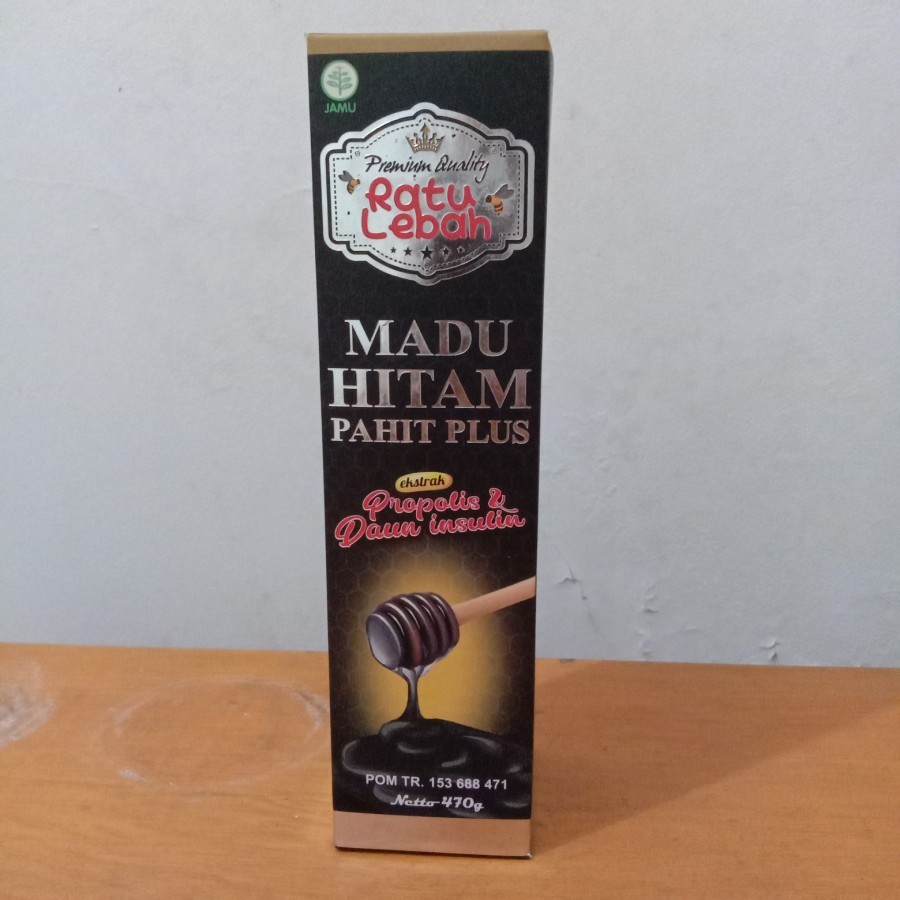 JAMU
Premium Quality
Ratu
Lebah
MADU
HITAM
PAHIT PLUS
ekstrak
Propolis &
Daun insulin
POM TR. 153 688 471
Netto 470g